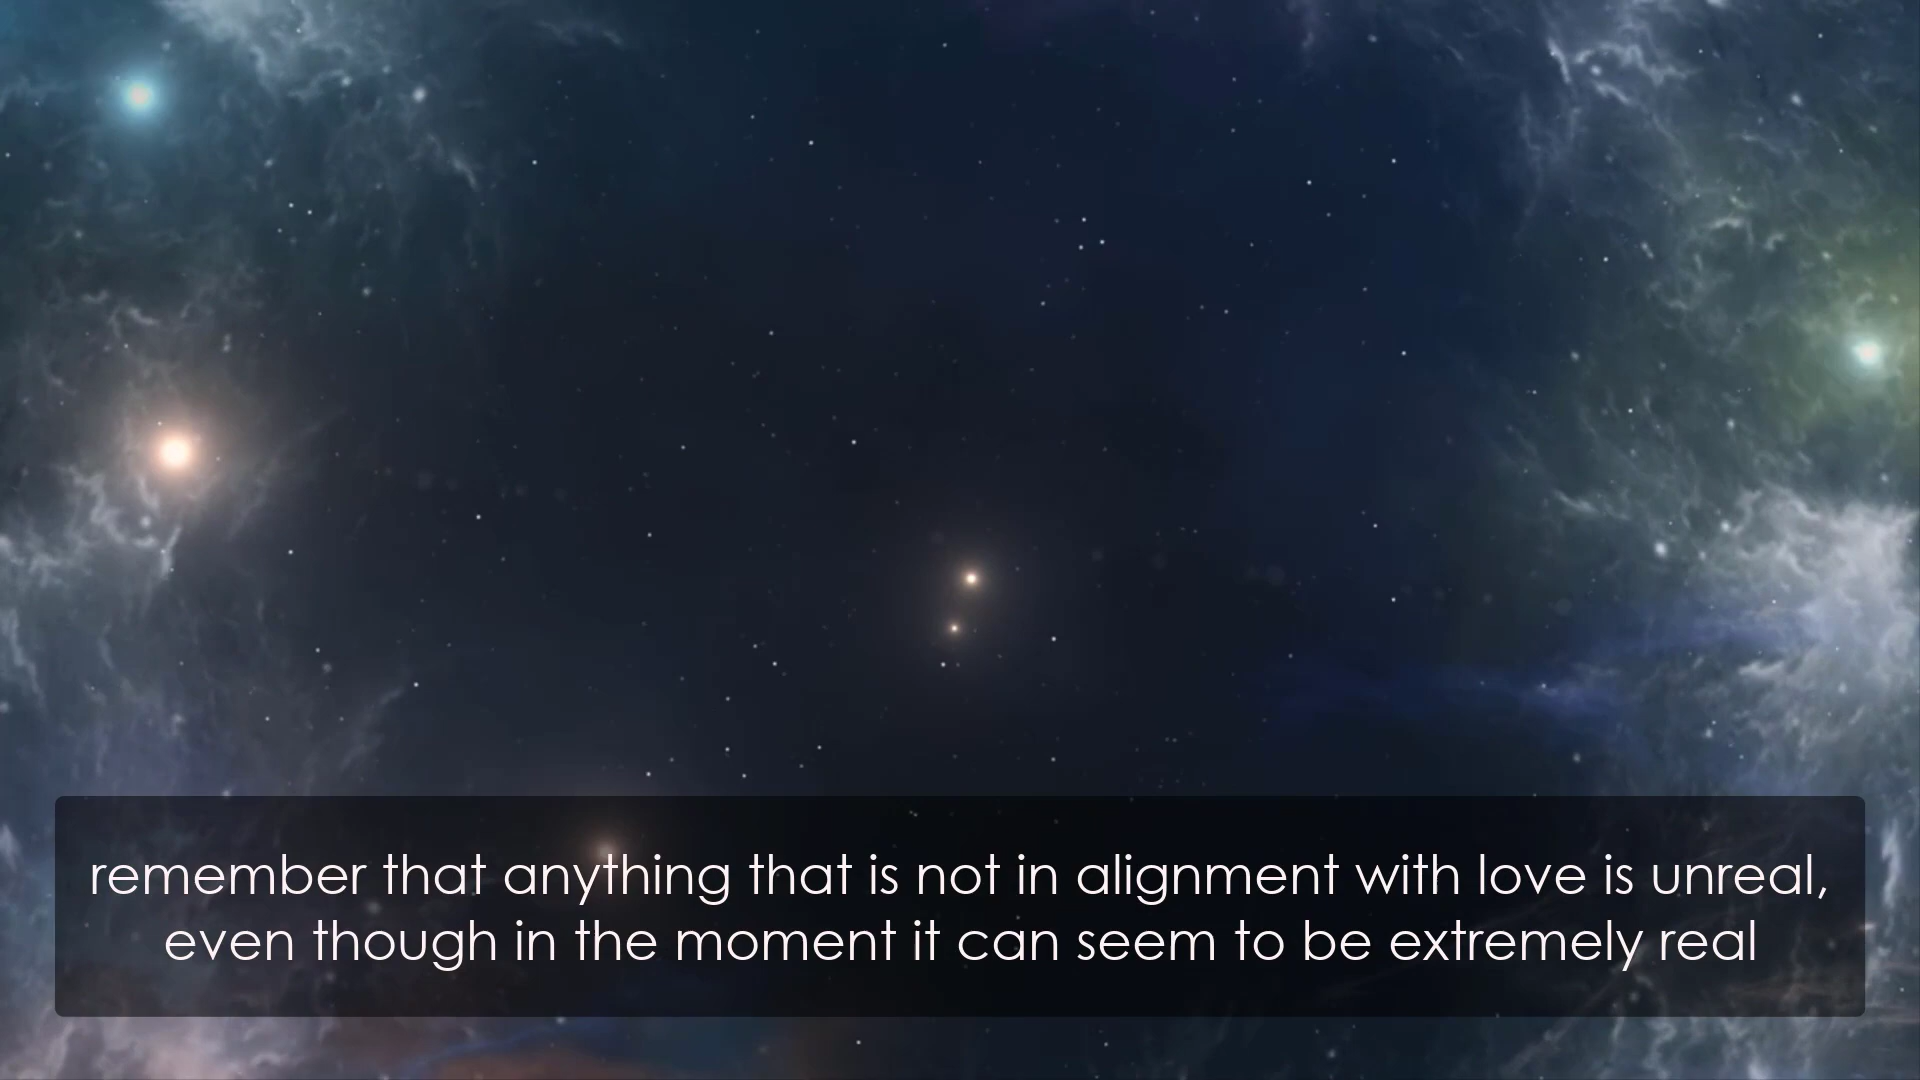 remember that anything that is not in alignment with love is unreal,
even though in the moment it can seem to be extremely real